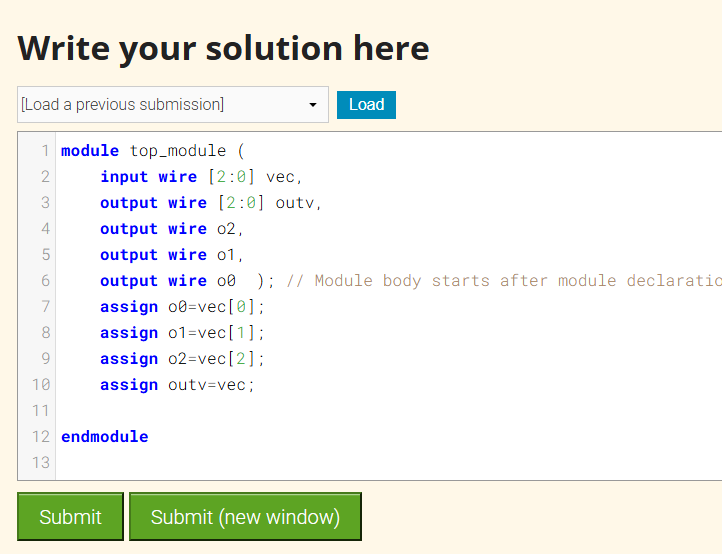 Write your solution here
[Load a previous submission] Load
1 module top_module (
2     input wire [2:0] vec,
3     output wire [2:0] outv,
4     output wire o2,
5     output wire o1,
6     output wire o0  ); // Module body starts after module declaratio
7     assign o0=vec[0];
8     assign o1=vec[1];
9     assign o2=vec[2];
10     assign outv=vec;
11
12 endmodule
13
Submit Submit (new window)